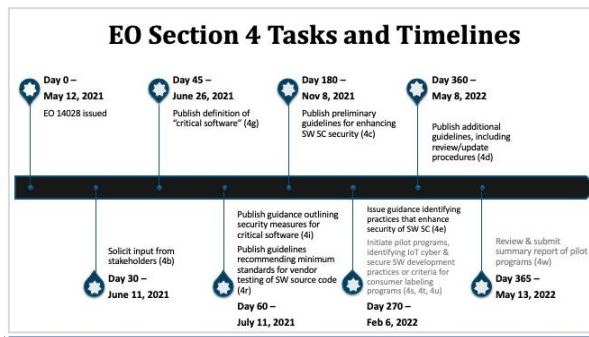 EO Section 4 Tasks and Timelines
Day 0 –
May 12, 2021
EO 14028 issued
Day 45 –
June 26, 2021
Publish definition of
"critical software" (4g)
Day 180 –
Nov 8, 2021
Publish preliminary
guidelines for enhancing
SW SC security (4c)
Day 360 –
May 8, 2022
Publish additional
guidelines, including
review/update
procedures (4d)
Solicit input from
stakeholders (4b)
Day 30 –
June 11, 2021
Publish guidance outlining
security measures for
critical software (4i)
Publish guidelines
recommending minimum
standards for vendor
testing of SW source code
(4r)
Day 60 –
July 11, 2021
Issue guidance identifying
practices that enhance
security of SW SC (4e)
Initiate pilot programs,
identifying IoT cyber &
secure SW development
practices or criteria for
consumer labeling
programs (4s, 4t, 4u)
Day 270 –
Feb 6, 2022
Review & submit
summary report of pilot
programs (4w)
Day 365 –
May 13, 2022